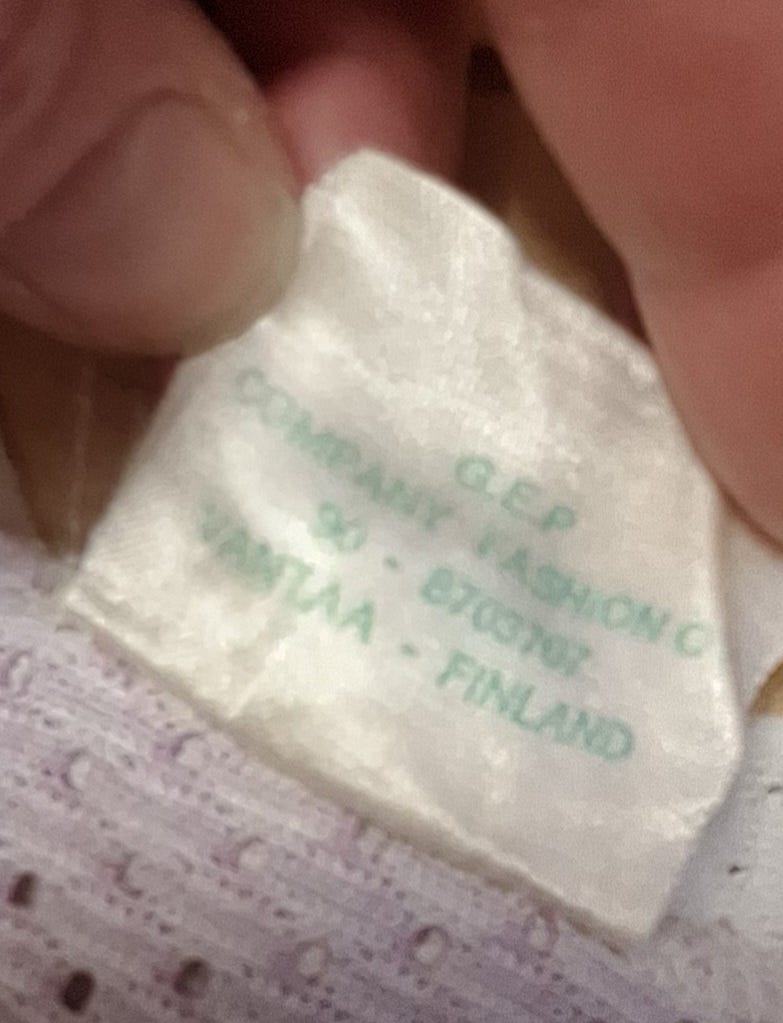 G.E.P
COMPANY FASHION
90 - 8703707
VANTAA - FINLAND